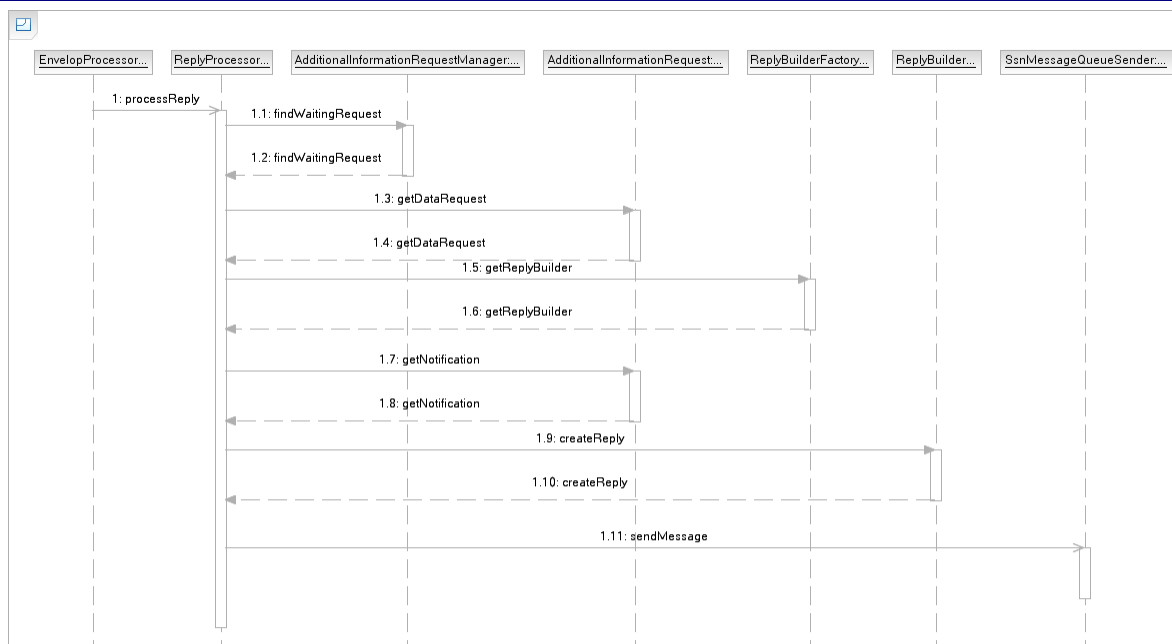 EnvelopProcessor...
ReplyProcessor...
AdditionalInformationRequestManager:...
AdditionalInformationRequest:...
ReplyBuilderFactory...
ReplyBuilder...
SsnMessageQueueSender:...
1: processReply
1.1: findWaitingRequest
1.2: findWaitingRequest
1.3: getDataRequest
1.4: getDataRequest
1.5: getReplyBuilder
1.6: getReplyBuilder
1.7: getNotification
1.8: getNotification
1.9: createReply
1.10: createReply
1.11: sendMessage